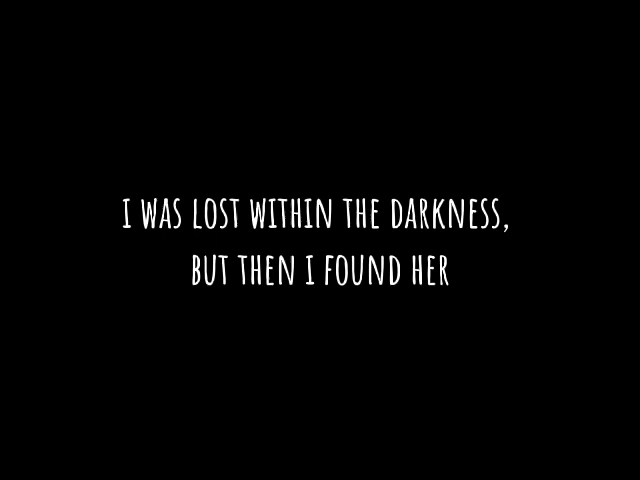 I WAS LOST WITHIN THE DARKNESS,
BUT THEN I FOUND HER